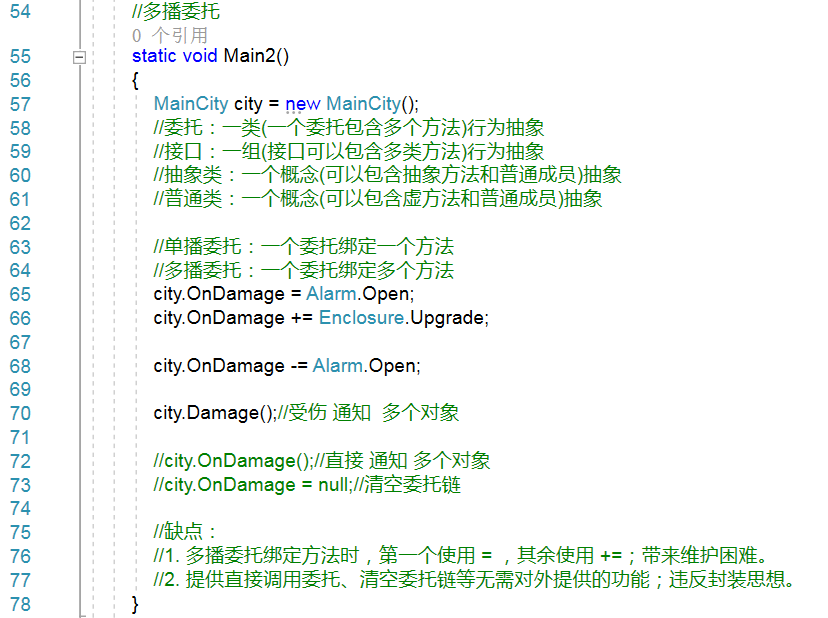 54 //多播委托
0 个引用
55 static void Main2()
56 {
57 MainCity city = new MainCity();
58 //委托：一类(一个委托包含多个方法)行为抽象
59 //接口：一组(接口可以包含多类方法)行为抽象
60 //抽象类：一个概念(可以包含抽象方法和普通成员)抽象
61 //普通类：一个概念(可以包含虚方法和普通成员)抽象
62
63 //单播委托：一个委托绑定一个方法
64 //多播委托：一个委托绑定多个方法
65 city.OnDamage = Alarm.Open;
66 city.OnDamage += Enclosure.Upgrade;
67
68 city.OnDamage -= Alarm.Open;
69
70 city.Damage();//受伤 通知  多个对象
71
72 //city.OnDamage();//直接 通知 多个对象
73 //city.OnDamage = null;//清空委托链
74
75 //缺点：
76 //1. 多播委托绑定方法时，第一个使用 = ，其余使用 +=；带来维护困难。
77 //2. 提供直接调用委托、清空委托链等无需对外提供的功能；违反封装思想。
78 }